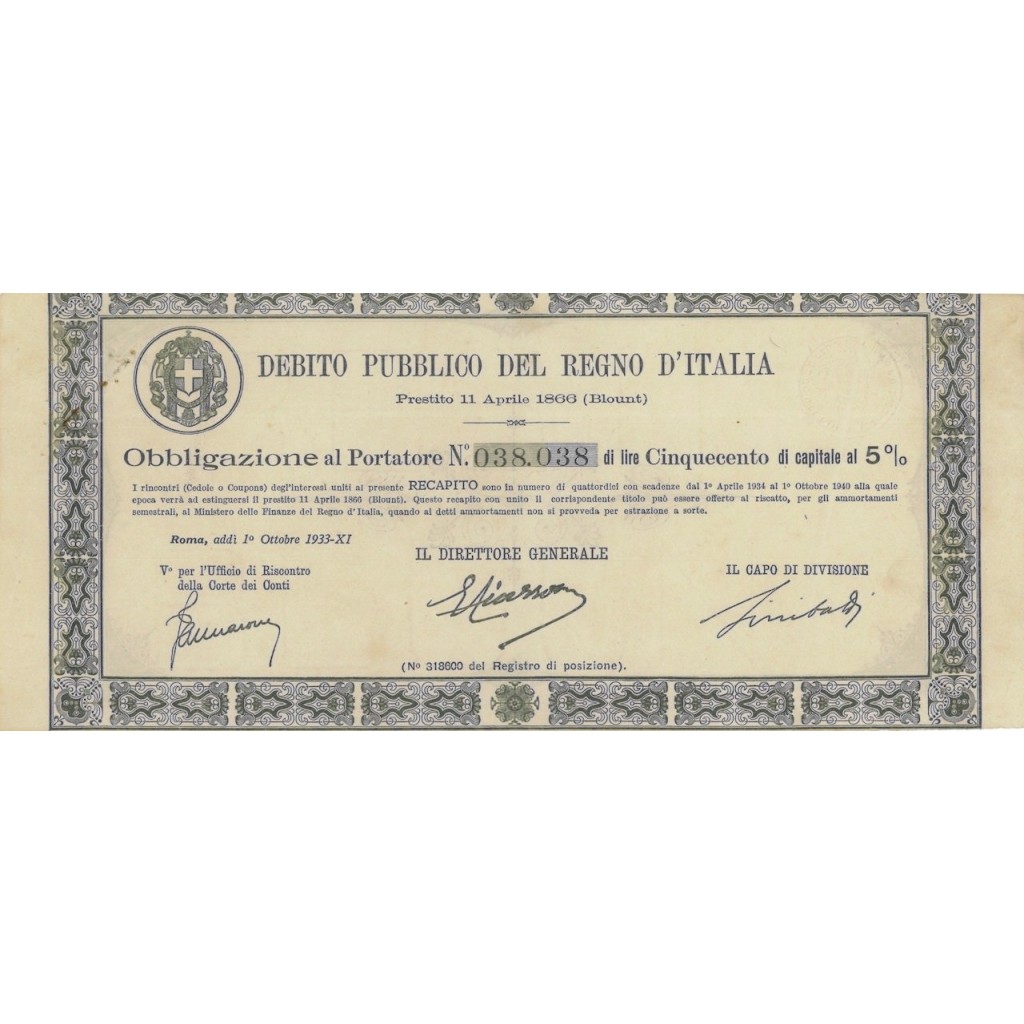 DEBITO PUBBLICO DEL REGNO D'ITALIA
Prestito 11 Aprile 1866 (Blount)
Obbligazione al Portatore N.º 038.038 di lire Cinquecento di capitale al 5%
I rincontri (Cedole o Coupons) degl'interessi uniti al presente RECAPITO sono in numero di quattordici con scadenze dal 1º Aprile 1934 al 1º Ottobre 1940 alla quale
epoca verrà ad estinguersi il prestito 11 Aprile 1866 (Blount). Questo recapito con unito il corrispondente titolo può essere offerto al riscatto, per gli ammortamenti
semestrali, al Ministero delle Finanze del Regno d'Italia, quando ai detti ammortamenti non si provveda per estrazione a sorte.
Roma, addì 1º Ottobre 1933-XI
IL DIRETTORE GENERALE
Vº per l'Ufficio di Riscontro
della Corte dei Conti
IL CAPO DI DIVISIONE
Sinibaldi
(Nº 318600 del Registro di posizione).